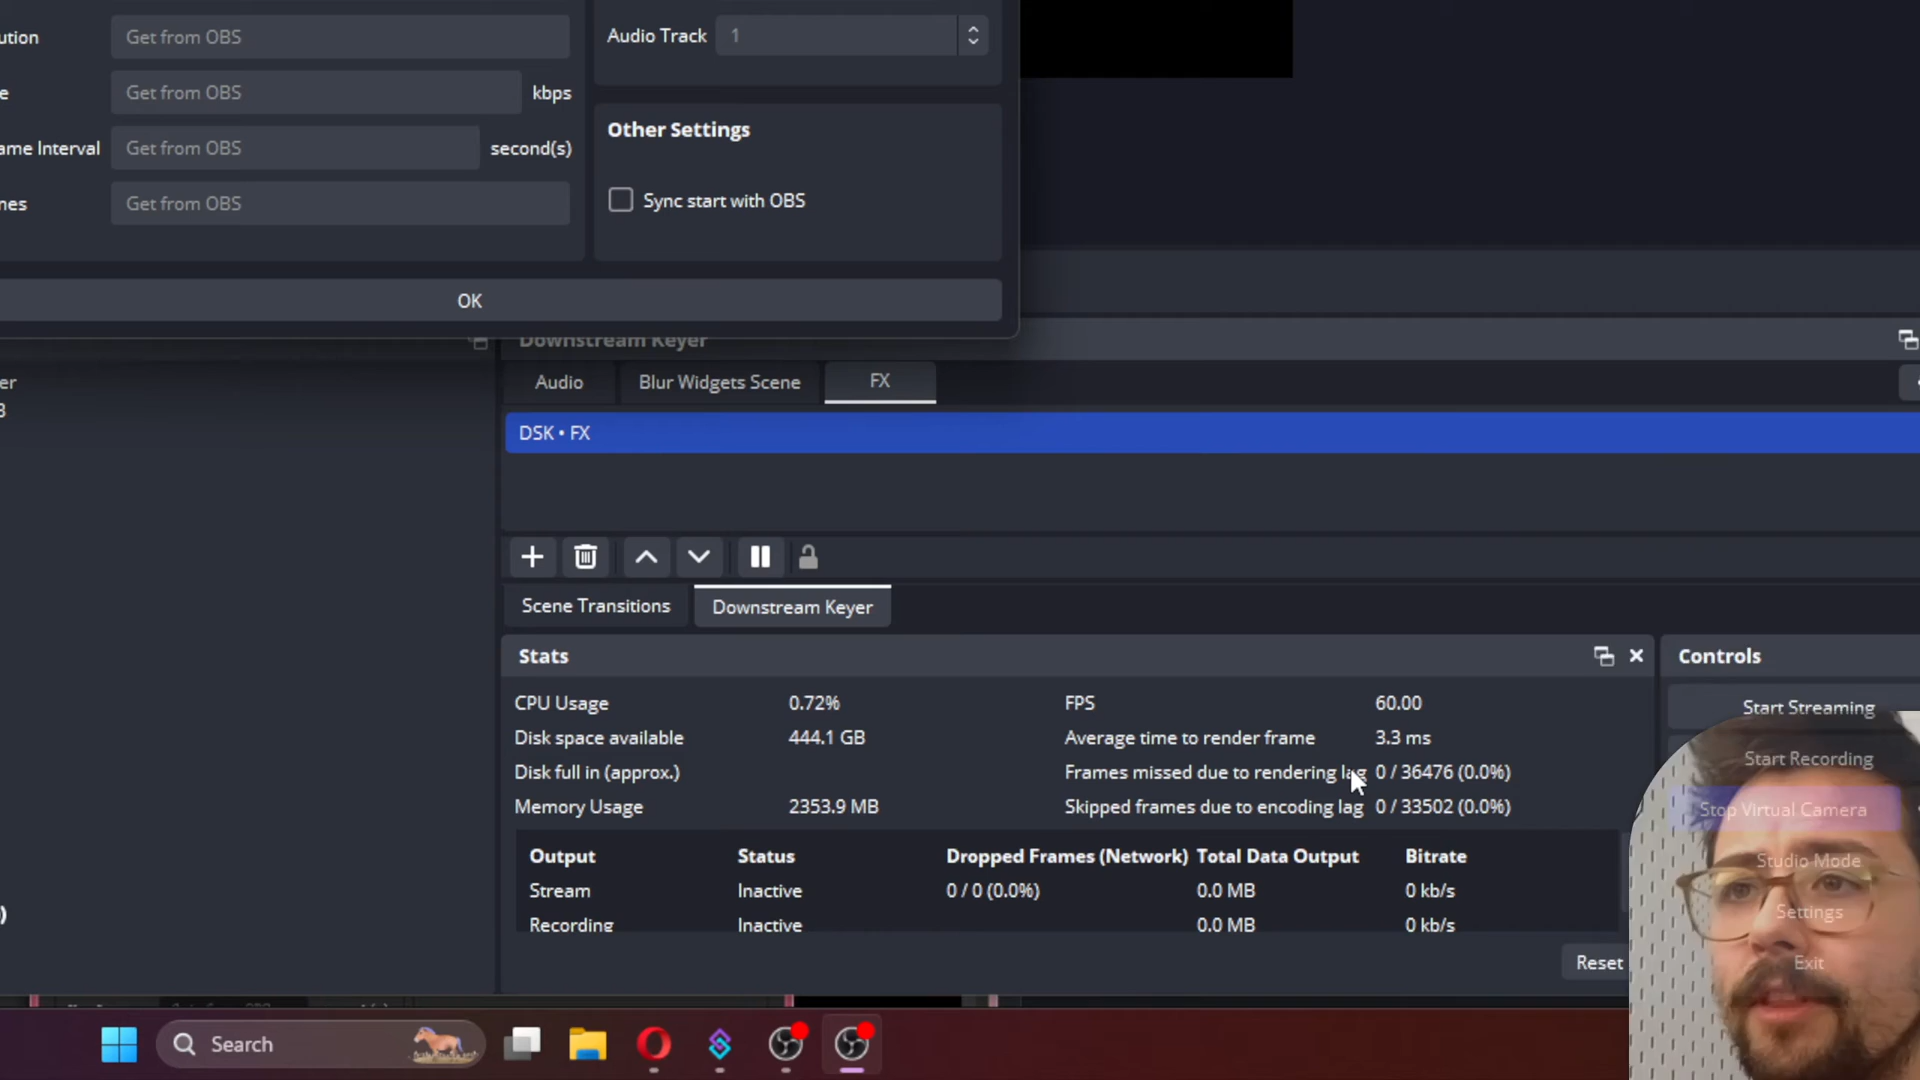 ution Get from OBS
Audio Track 1
e Get from OBS kbps
ame Interval Get from OBS second(s)
Other Settings
mes Get from OBS
Sync start with OBS
OK
Downstream Keyer
er
Audio Blur Widgets Scene FX
3
DSK • FX
Scene Transitions Downstream Keyer
Stats
Controls
CPU Usage 0.72% FPS 60.00
Start Streaming
Disk space available 444.1 GB Average time to render frame 3.3 ms
Start Recording
Disk full in (approx.) Frames missed due to rendering lag 0 / 36476 (0.0%)
Memory Usage 2353.9 MB Skipped frames due to encoding lag 0 / 33502 (0.0%)
Stop Virtual Camera
Output Status Dropped Frames (Network) Total Data Output Bitrate
Studio Mode
Stream Inactive 0 / 0 (0.0%) 0.0 MB 0 kb/s
Settings
)
Recording Inactive 0.0 MB 0 kb/s
Reset
Exit
Search